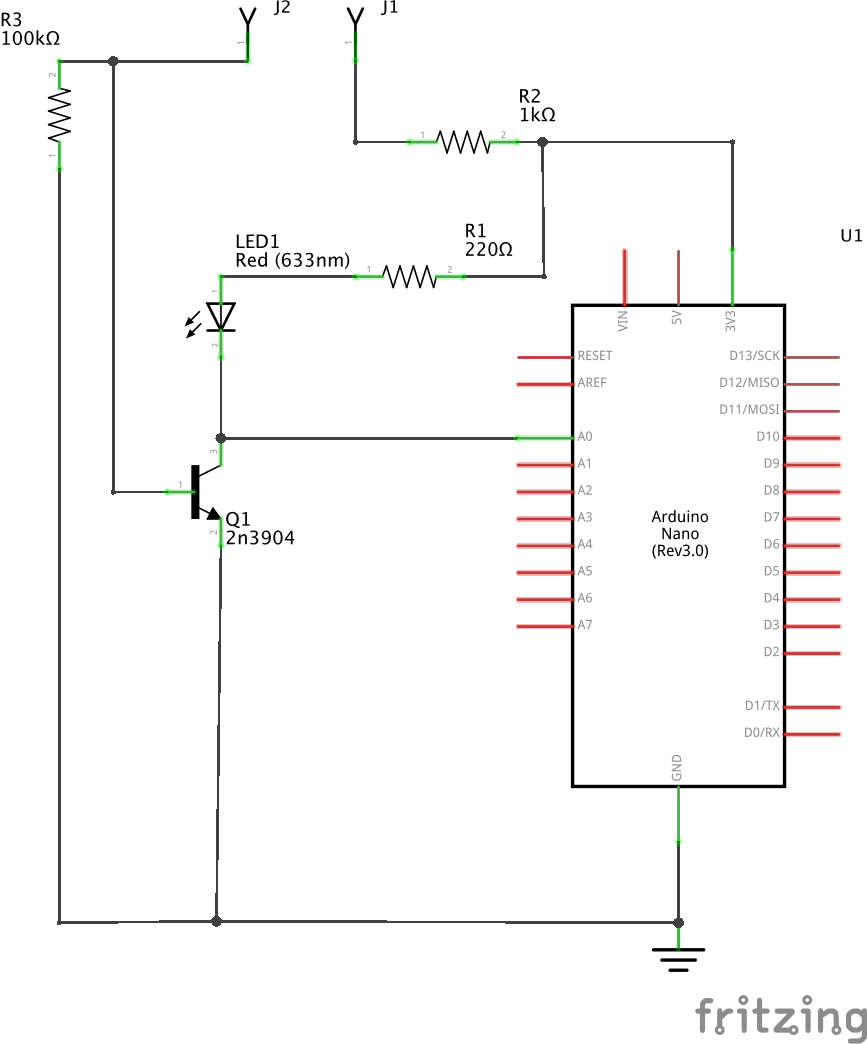 J2
J1
R3
100kΩ
1
1
2
R2
1kΩ
1
2
1
U1
R1
220Ω
LED1
Red (633nm)
1
2
1
2
VIN
5V
3V3
RESET
D13/SCK
AREF
D12/MISO
D11/MOSI
A0
D10
3
A1
D9
1
A2
D8
A3
D7
Q1
2n3904
2
Arduino
Nano
(Rev3.0)
A4
D6
A5
D5
A6
D4
A7
D3
D2
D1/TX
D0/RX
GND
fritzing